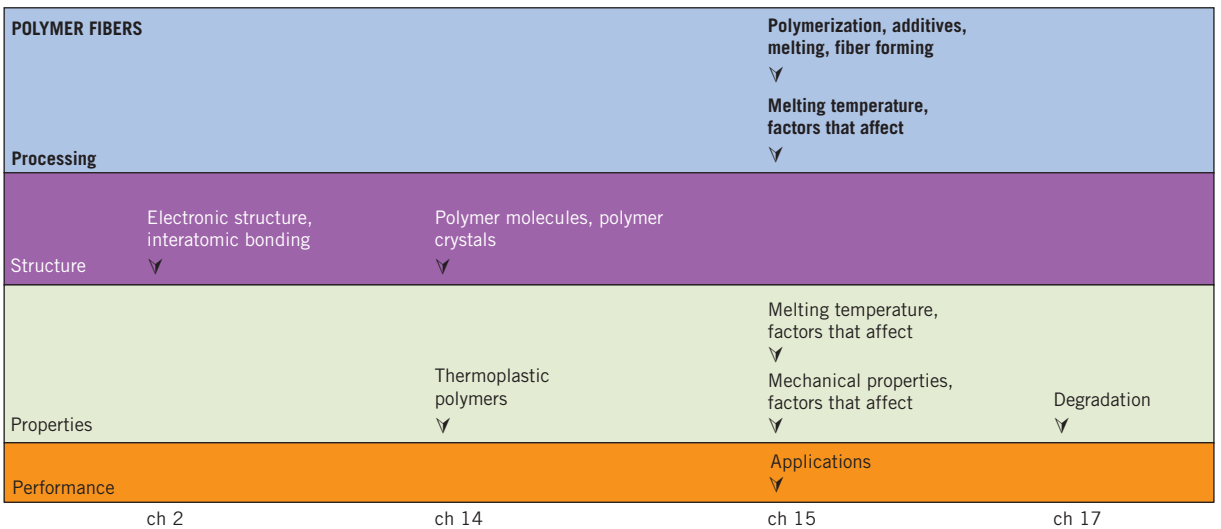 POLYMER FIBERS
Polymerization, additives,
melting, fiber forming
Melting temperature,
factors that affect
Processing
Electronic structure,
interatomic bonding
Polymer molecules, polymer
crystals
Structure
Melting temperature,
factors that affect
Thermoplastic
polymers
Mechanical properties,
factors that affect
Degradation
Properties
Applications
Performance
ch 2
ch 14
ch 15
ch 17